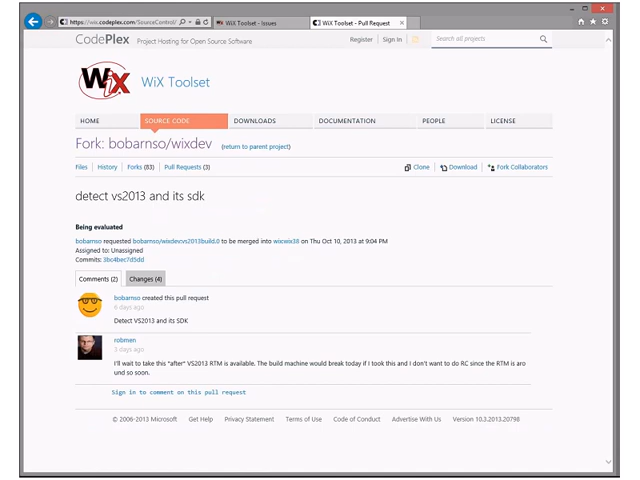 https://wix.codeplex.com/SourceControl/
WiX Toolset - Issues
WiX Toolset - Pull Request
CodePlex Project Hosting for Open Source Software
Register Sign In
Search all projects
WiX
WiX Toolset
HOME SOURCE CODE DOWNLOADS DOCUMENTATION PEOPLE LICENSE
Fork: bobarnso/wixdev (return to parent project)
Files History Forks (83) Pull Requests (3) Clone Download Fork Collaborators
detect vs2013 and its sdk
Being evaluated
bobarnso requested bobarnso/wixdev:vs2013build.0 to be merged into wix:wix38 on Thu Oct 10, 2013 at 9:04 PM
Assigned to: Unassigned
Commits: 3bc4bec7d5dd
Comments (2) Changes (4)
bobarnso created this pull request
6 days ago
Detect VS2013 and its SDK
robmen
3 days ago
I'll wait to take this *after* VS2013 RTM is available. The build machine would break today if I took this and I don't want to do RC since the RTM is aro
und so soon.
Sign in to comment on this pull request
© 2006-2013 Microsoft Get Help Privacy Statement Terms of Use Code of Conduct Advertise With Us Version 10.3.2013.20798